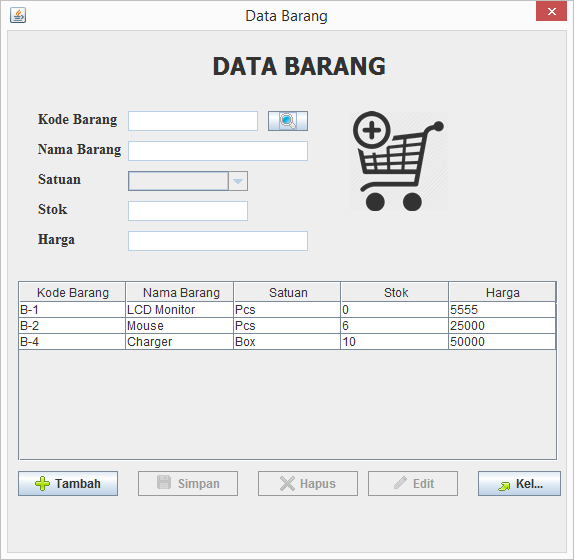 Data Barang
DATA BARANG
Kode Barang
Nama Barang
Satuan
Stok
Harga
Kode Barang Nama Barang Satuan Stok Harga
B-1 LCD Monitor Pcs 0 5555
B-2 Mouse Pcs 6 25000
B-4 Charger Box 10 50000
Tambah Simpan Hapus Edit Kel...